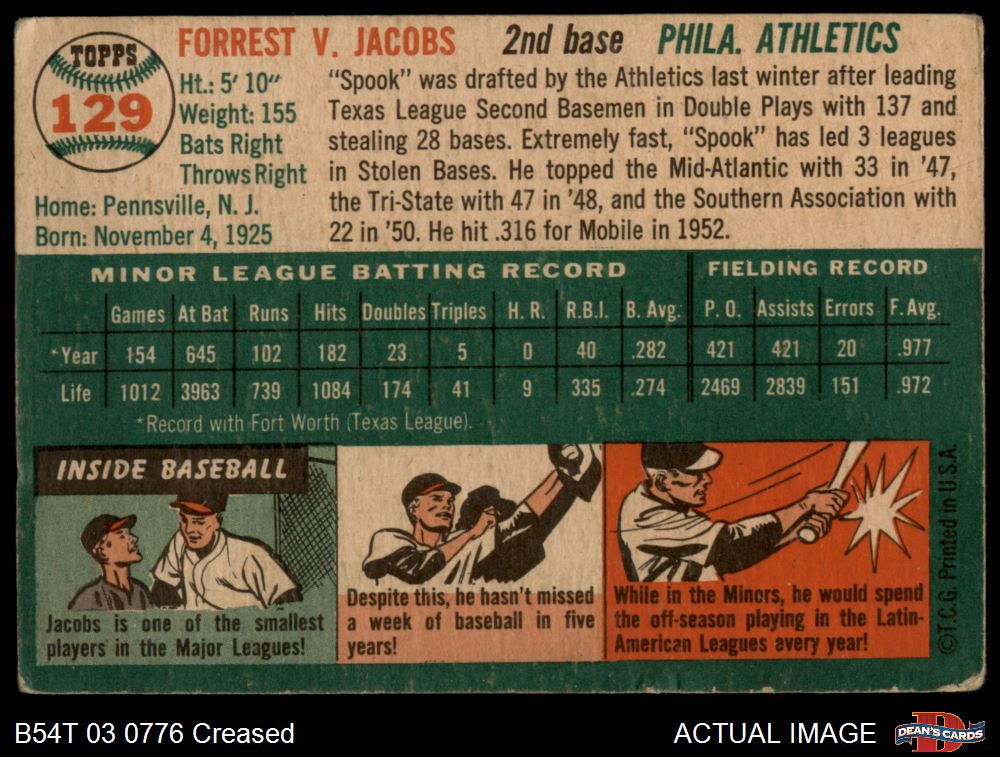 TOPPS
129
FORREST V. JACOBS 2nd base PHILA. ATHLETICS
Ht.: 5' 10"
Weight: 155
Bats Right
Throws Right
Home: Pennsville, N. J.
Born: November 4, 1925
"Spook" was drafted by the Athletics last winter after leading
Texas League Second Basemen in Double Plays with 137 and
stealing 28 bases. Extremely fast, "Spook" has led 3 leagues
in Stolen Bases. He topped the Mid-Atlantic with 33 in '47,
the Tri-State with 47 in '48, and the Southern Association with
22 in '50. He hit .316 for Mobile in 1952.
MINOR LEAGUE BATTING RECORD FIELDING RECORD
Games At Bat Runs Hits Doubles Triples H. R. R.B.I. B. Avg. P. O. Assists Errors F. Avg.
*Year 154 645 102 182 23 5 0 40 .282 421 421 20 .977
Life 1012 3963 739 1084 174 41 9 335 .274 2469 2839 151 .972
*Record with Fort Worth (Texas League).
INSIDE BASEBALL
Jacobs is one of the smallest
players in the Major Leagues!
Despite this, he hasn't missed
a week of baseball in five
years!
While in the Minors, he would spend
the off-season playing in the Latin-
American Leagues every year!
©T.C.G. Printed in U.S.A.
B54T 03 0776 Creased
ACTUAL IMAGE
DEAN'S CARDS